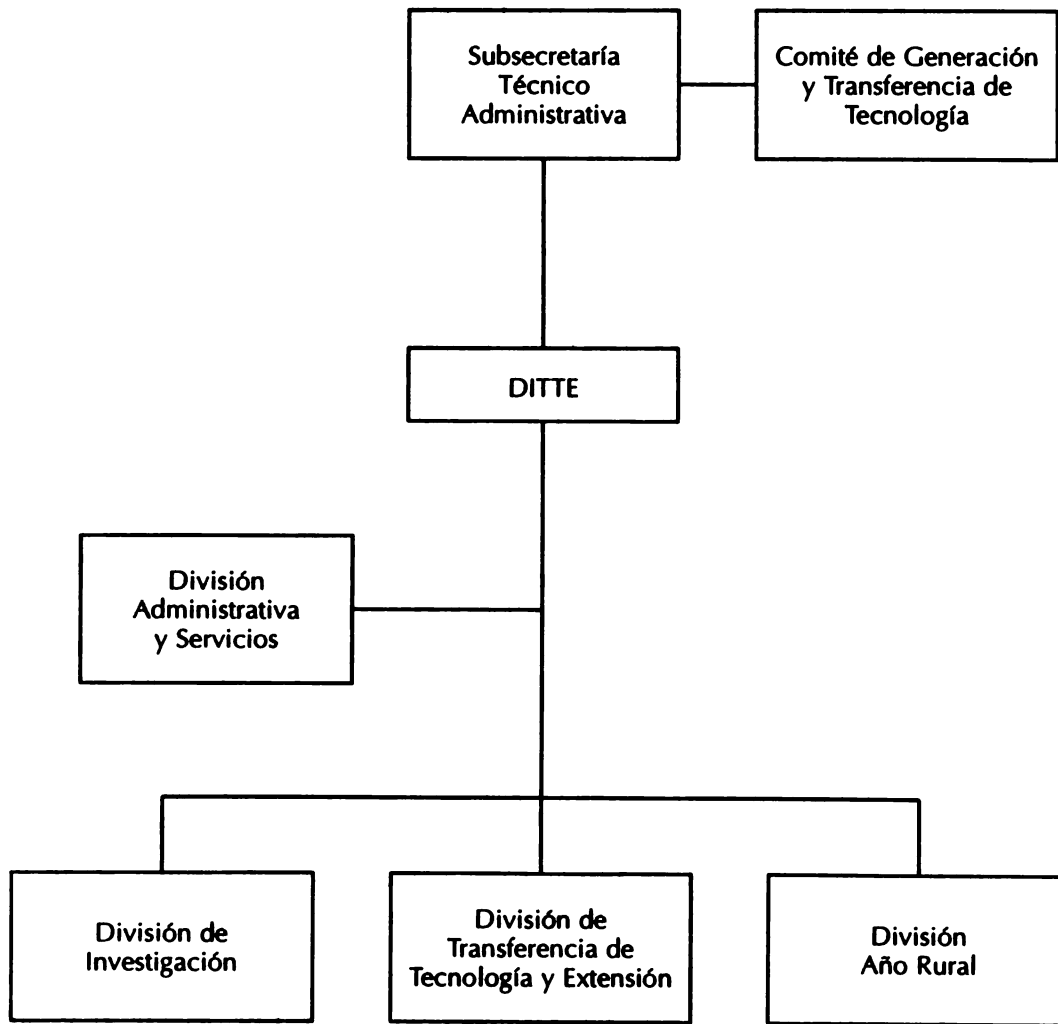 Subsecretaría
Técnico
Administrativa
Comité de Generación
y Transferencia de
Tecnología
DITTE
División
Administrativa
y Servicios
División de
Investigación
División de
Transferencia de
Tecnología y Extensión
División
Año Rural